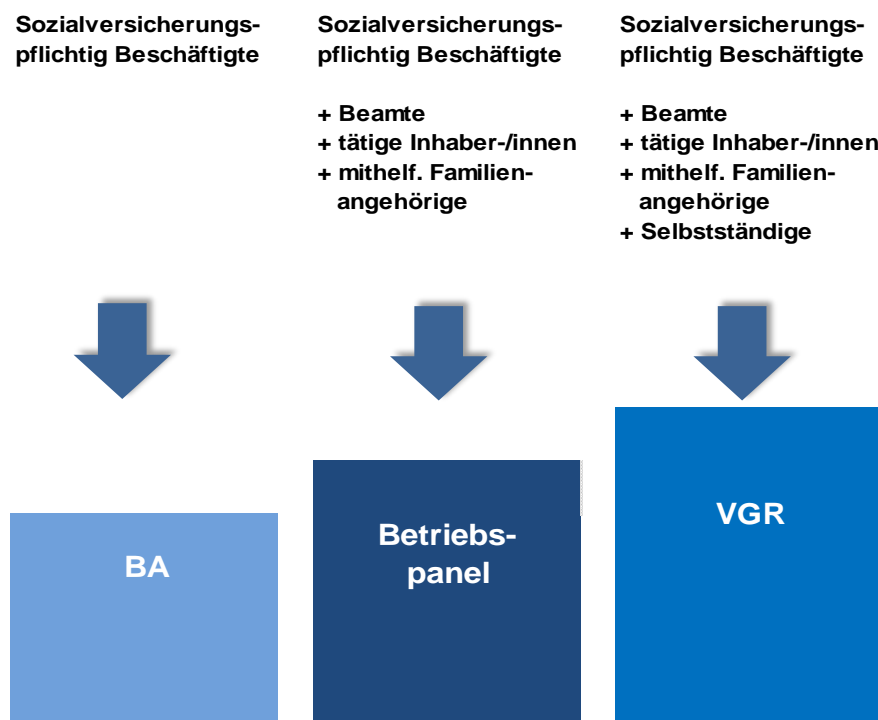 Sozialversicherungs-
pflichtig Beschäftigte
Sozialversicherungs-
pflichtig Beschäftigte
+ Beamte
+ tätige Inhaber-/innen
+ mithelf. Familien-
angehörige
Sozialversicherungs-
pflichtig Beschäftigte
+ Beamte
+ tätige Inhaber-/innen
+ mithelf. Familien-
angehörige
+ Selbstständige
BA
Betriebs-
panel
VGR